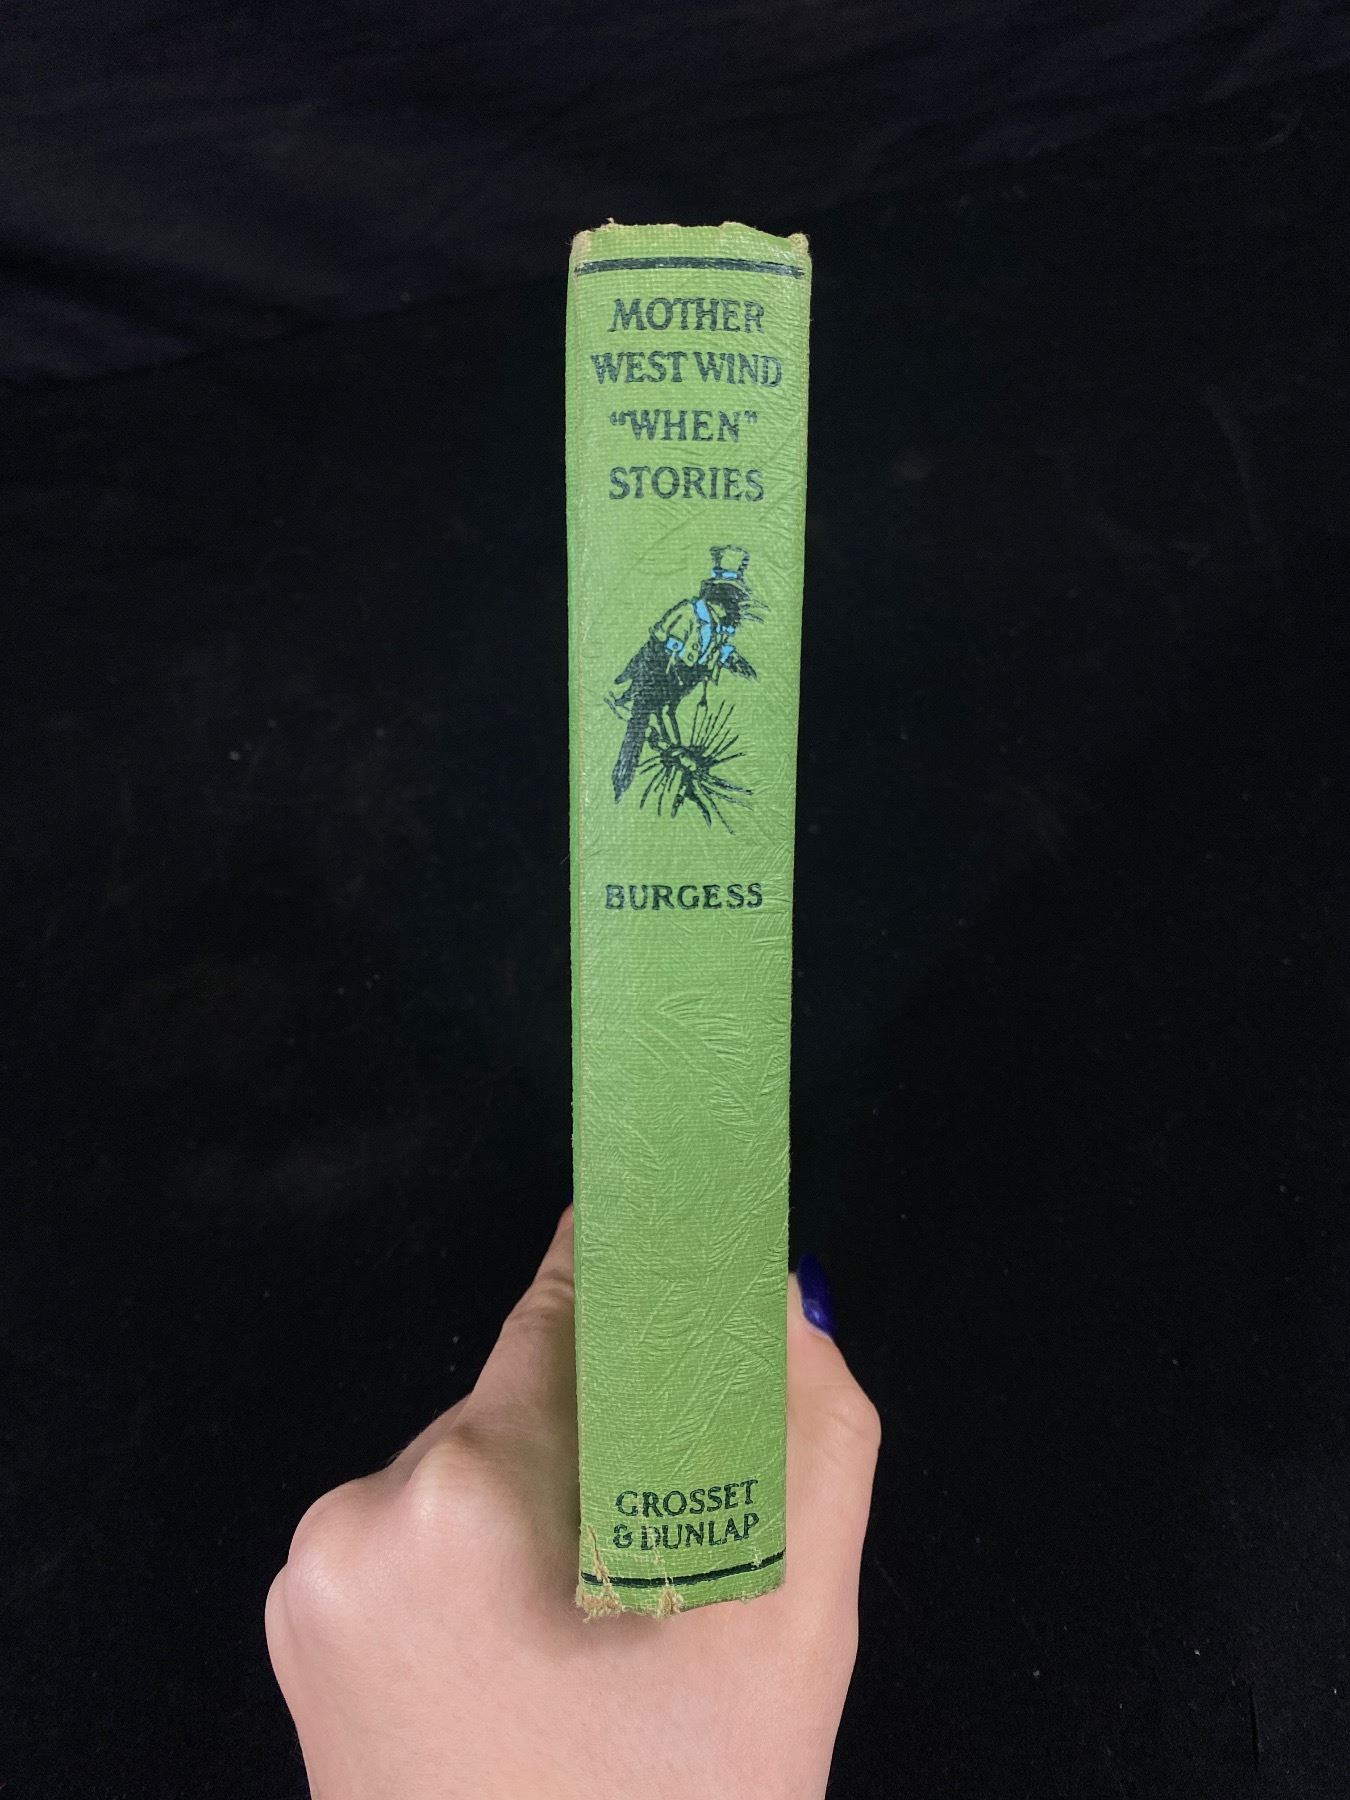 MOTHER
WEST WIND
"WHEN"
STORIES
BURGESS
GROSSET
& DUNLAP